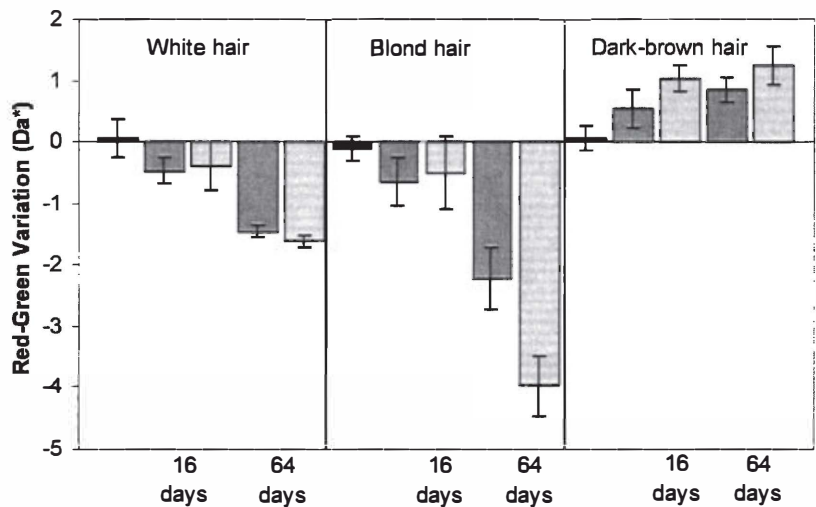 Red-Green Variation (Da*)
2
1
0
-1
-2
-3
-4
-5
White hair
Blond hair
Dark-brown hair
16 days
64 days
16 days
64 days
16 days
64 days